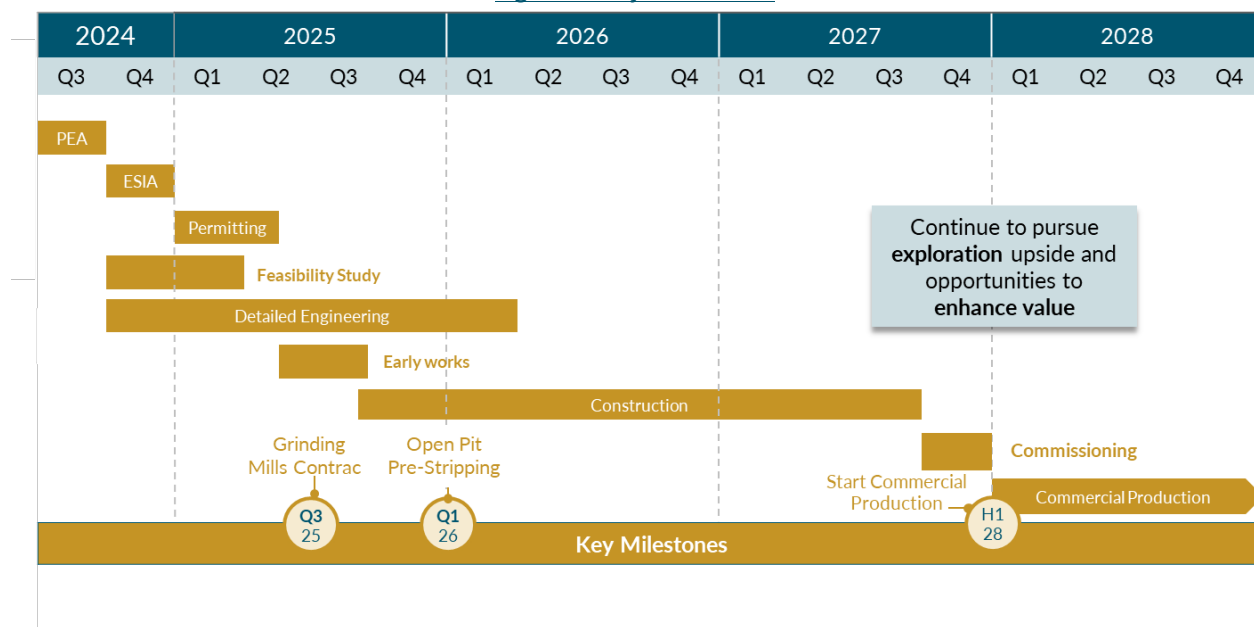 2024 2025 2026 2027 2028
Q3 Q4 Q1 Q2 Q3 Q4 Q1 Q2 Q3 Q4 Q1 Q2 Q3 Q4 Q1 Q2 Q3 Q4
PEA
ESIA
Permitting
Feasibility Study
Detailed Engineering
Early works
Construction
Continue to pursue
exploration upside and
opportunities to
enhance value
Grinding
Mills Contrac
Open Pit
Pre-Stripping
Commissioning
Start Commercial
Production
Commercial Production
Q3
25
Q1
26
H1
28
Key Milestones